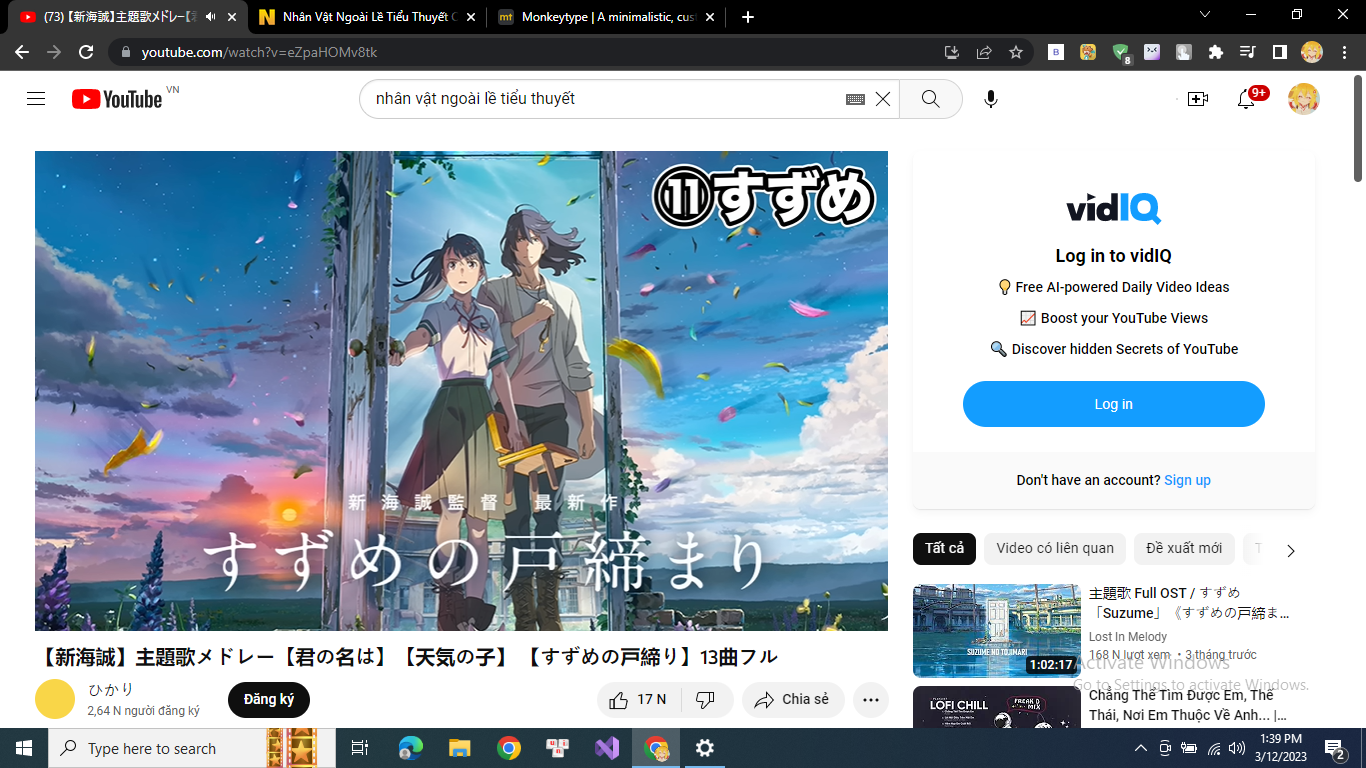 (73) 【新海誠】主題歌メドレー【君
Nhân Vật Ngoài Lề Tiểu Thuyết C
mt
Monkeytype | A minimalistic, cus
youtube.com/watch?v=eZpaHOMv8tk
B
8
YouTube VN
nhân vật ngoài lề tiểu thuyết
9+
⑪すずめ
新海誠監督 最新作
すずめの戸締まり
【新海誠】主題歌メドレー【君の名は】【天気の子】 【すずめの戸締り】13曲フル
ひかり
2,64 N người đăng ký
Đăng ký
17 N
Chia sẻ
vidIQ
Log in to vidIQ
💡 Free AI-powered Daily Video Ideas
📈 Boost your YouTube Views
🔍 Discover hidden Secrets of YouTube
Log in
Don't have an account? Sign up
Tất cả
Video có liên quan
Đề xuất mới
T
SUZUME NO TOJIMARI
1:02:17
主題歌 Full OST / すずめ
「Suzume」《すずめの戸締ま...
Lost In Melody
168 N lượt xem • 3 tháng trước
LOFI CHILL
FREAK D MIX
Chẳng Thể Tìm Được Em, Thê
Thái, Nơi Em Thuộc Về Anh... |...
Activate Windows
Go to Settings to activate Windows.
Type here to search
1:39 PM
3/12/2023
2